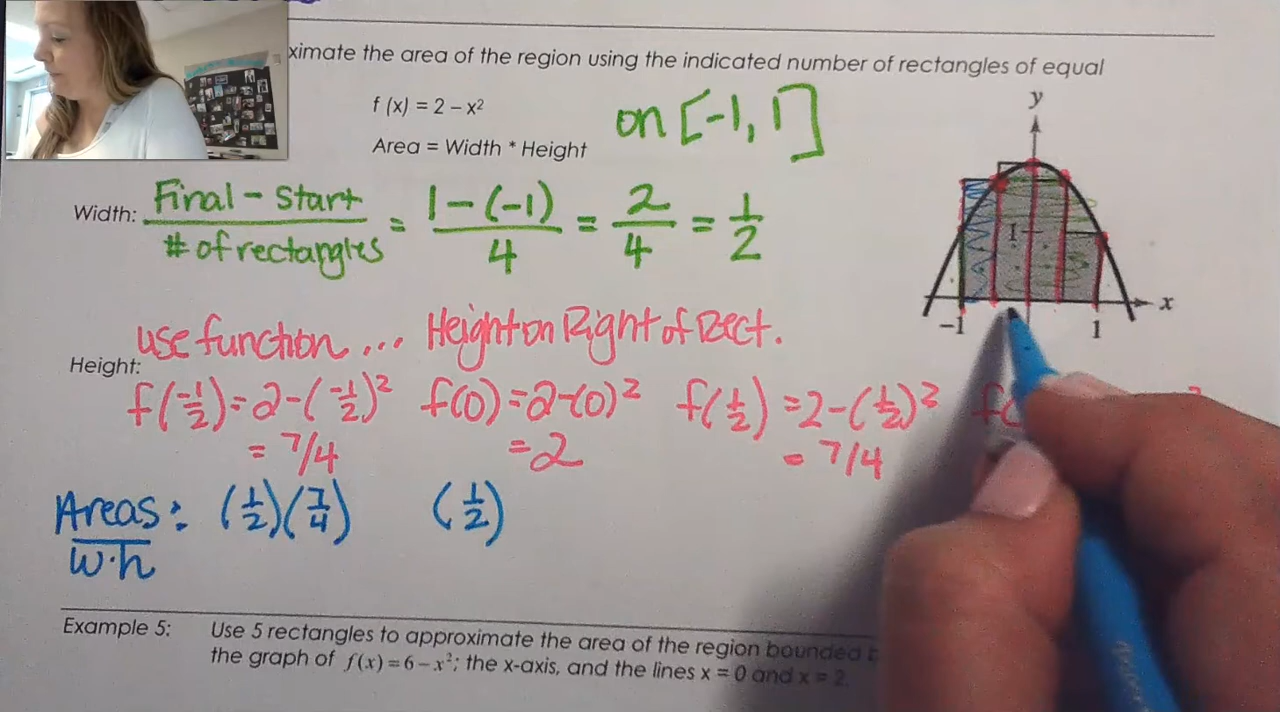 ximate the area of the region using the indicated number of rectangles of equal
f (x) = 2 – x²
Area = Width * Height
on [-1, 1]
y
Width: Final - Start / # of rectangles = 1-(-1) / 4 = 2/4 = 1/2
1
x
-1
1
use function ... Height on Right of Rect.
Height:
f(-1/2) = 2-(-1/2)² f(0) = 2-(0)² f(1/2) = 2-(1/2)² f(
= 7/4 = 2 = 7/4
Areas: (1/2)(7/4) (1/2)
w·h
Example 5: Use 5 rectangles to approximate the area of the region bounded
the graph of f(x) = 6 – x²; the x-axis, and the lines x = 0 and x = 2.